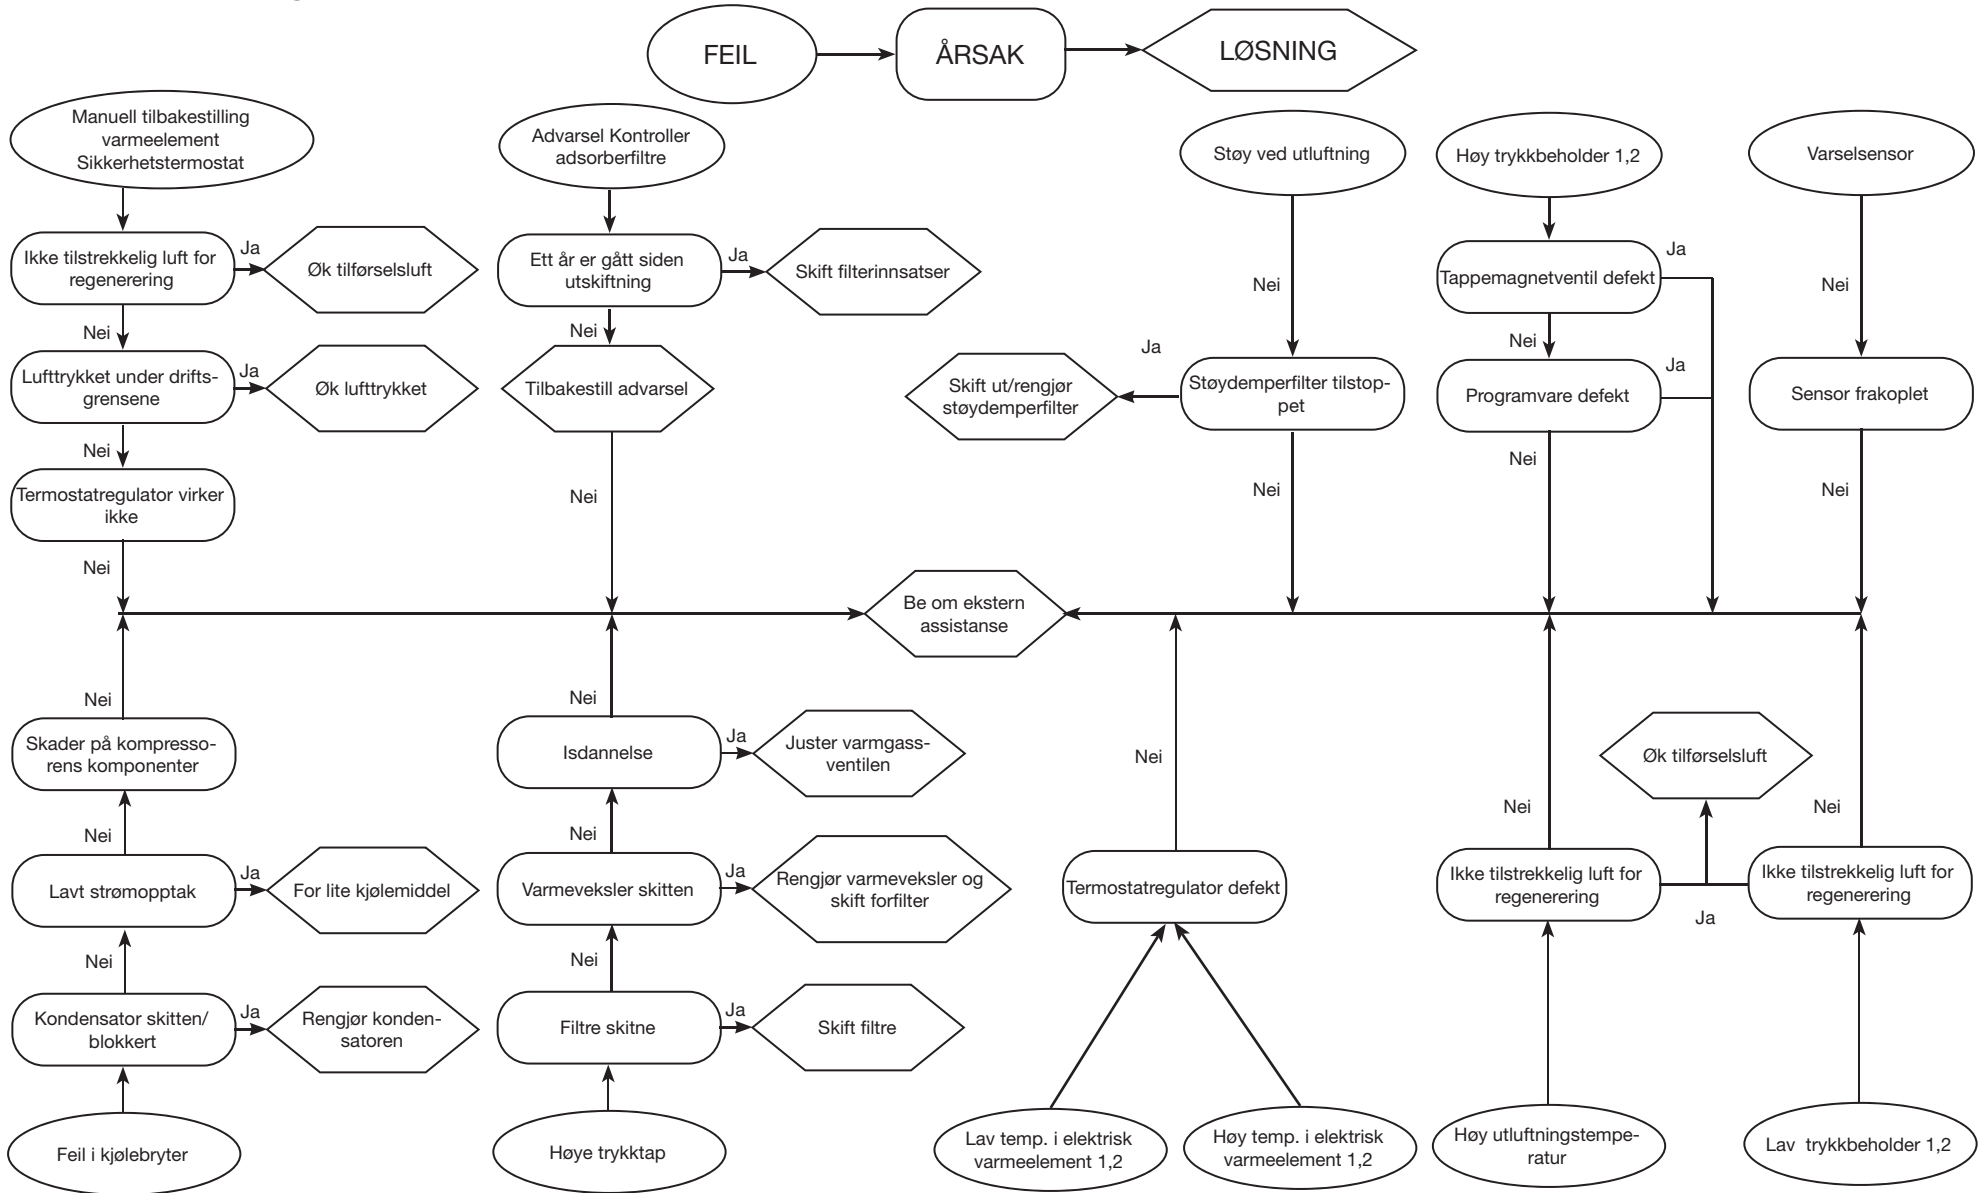 FEIL
ÅRSAK
LØSNING
Manuell tilbakestilling
varmeelement
Sikkerhetstermostat
Ikke tilstrekkelig luft for
regenerering
Ja
Øk tilførselsluft
Nei
Lufttrykket under drifts-
grensene
Ja
Øk lufttrykket
Nei
Termostatregulator virker
ikke
Nei
Advarsel Kontroller
adsorberfiltre
Ett år er gått siden
utskiftning
Ja
Skift filterinnsatser
Nei
Tilbakestill advarsel
Nei
Støy ved utluftning
Nei
Ja
Skift ut/rengjør
støydemperfilter
Støydemperfilter tilstop-
pet
Nei
Høy trykkbeholder 1,2
Ja
Tappemagnetventil defekt
Nei
Ja
Programvare defekt
Nei
Varselsensor
Nei
Sensor frakoplet
Nei
Be om ekstern
assistanse
Nei
Skader på kompresso-
rens komponenter
Nei
Lavt strømopptak
Ja
For lite kjølemiddel
Nei
Kondensator skitten/
blokkert
Ja
Rengjør konden-
satoren
Feil i kjølebryter
Nei
Isdannelse
Ja
Juster varmgass-
ventilen
Nei
Varmeveksler skitten
Ja
Rengjør varmeveksler og
skift forfilter
Nei
Filtre skitne
Ja
Skift filtre
Høye trykktap
Nei
Termostatregulator defekt
Lav temp. i elektrisk
varmeelement 1,2
Høy temp. i elektrisk
varmeelement 1,2
Nei
Øk tilførselsluft
Nei
Ikke tilstrekkelig luft for
regenerering
Ja
Ikke tilstrekkelig luft for
regenerering
Høy utluftningstempe-
ratur
Lav trykkbeholder 1,2